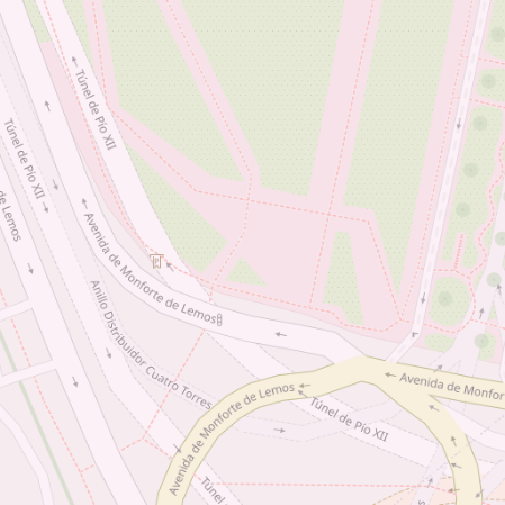 Túnel de Pío XII
Túnel de Pío XII
de Lemos
Avenida de Monforte de Lemos
Anillo Distribuidor Cuatro Torres
Avenida de Monforte de Lemos
Avenida de Monfor
Túnel de Pío XII
Túnel